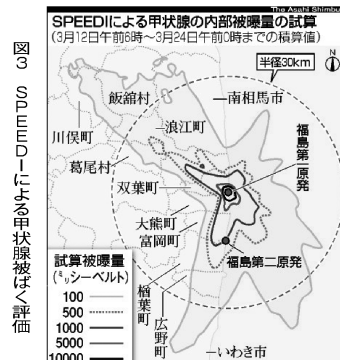 The Asahi Shimbu
SPEEDIによる甲状腺の内部被曝量の試算
(3月12日午前6時～3月24日午前0時までの積算値)
半径30km
N
飯舘村
南相馬市
川俣町
浪江町
福島第一原発
葛尾村
双葉町
大熊町
富岡町
福島第二原発
試算被曝量
(ミリシーベルト)
100
500
1000
5000
10000
楢葉町
広野町
いわき市
図3 SPEEDIによる甲状腺被ばく評価